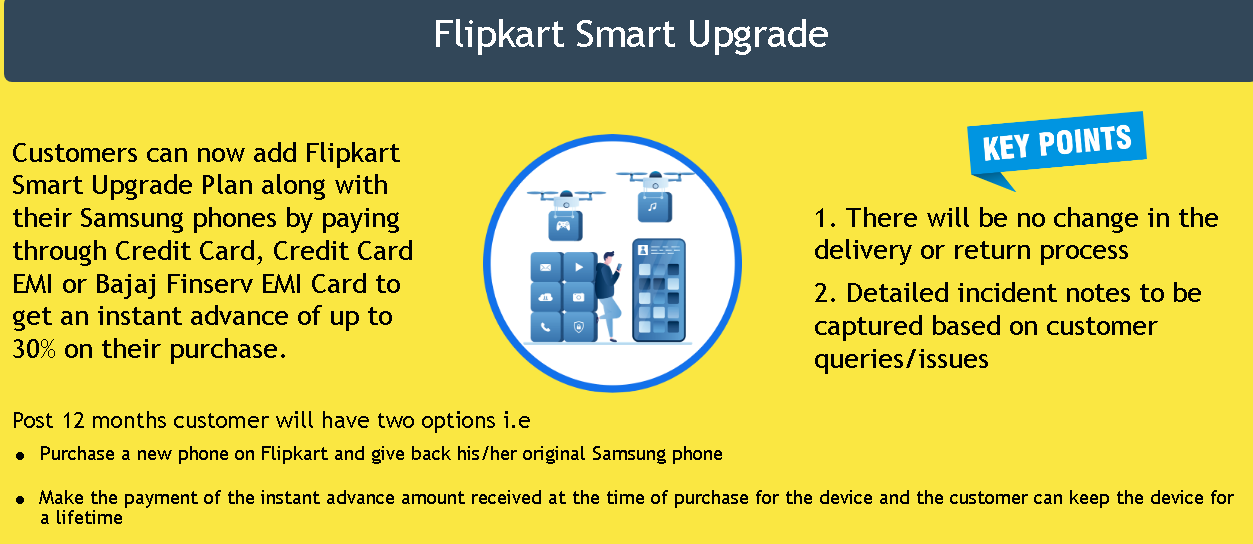 Flipkart Smart Upgrade
Customers can now add Flipkart
Smart Upgrade Plan along with
their Samsung phones by paying
through Credit Card, Credit Card
EMI or Bajaj Finserv EMI Card to
get an instant advance of up to
30% on their purchase.
KEY POINTS
1. There will be no change in the
delivery or return process
2. Detailed incident notes to be
captured based on customer
queries/issues
Post 12 months customer will have two options i.e
● Purchase a new phone on Flipkart and give back his/her original Samsung phone
● Make the payment of the instant advance amount received at the time of purchase for the device and the customer can keep the device for
a lifetime